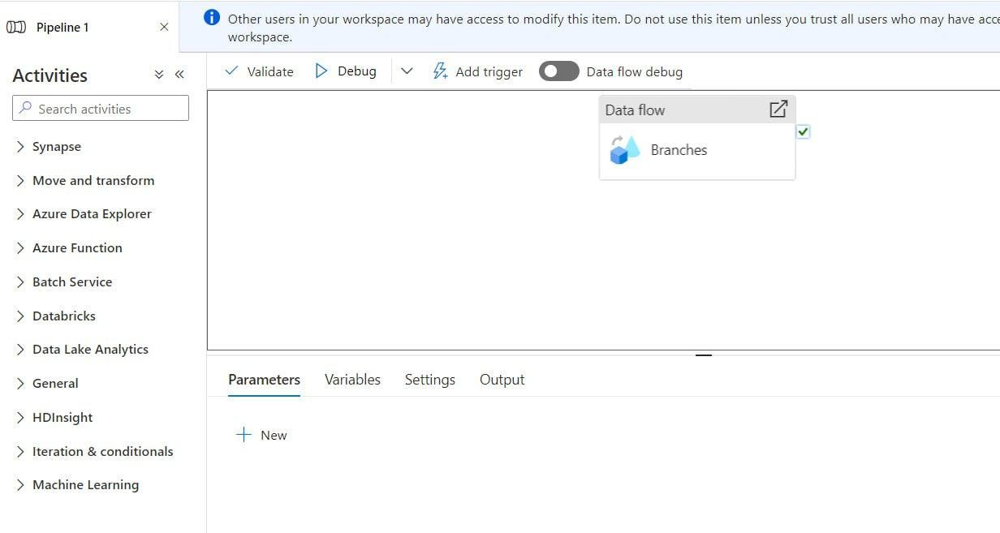 Pipeline 1
Other users in your workspace may have access to modify this item. Do not use this item unless you trust all users who may have
workspace.
Activities
Search activities
Synapse
Move and transform
Azure Data Explorer
Azure Function
Batch Service
Databricks
Data Lake Analytics
General
HDInsight
Iteration & conditionals
Machine Learning
Validate
Debug
Add trigger
Data flow debug
Data flow
Branches
Parameters Variables Settings Output
New